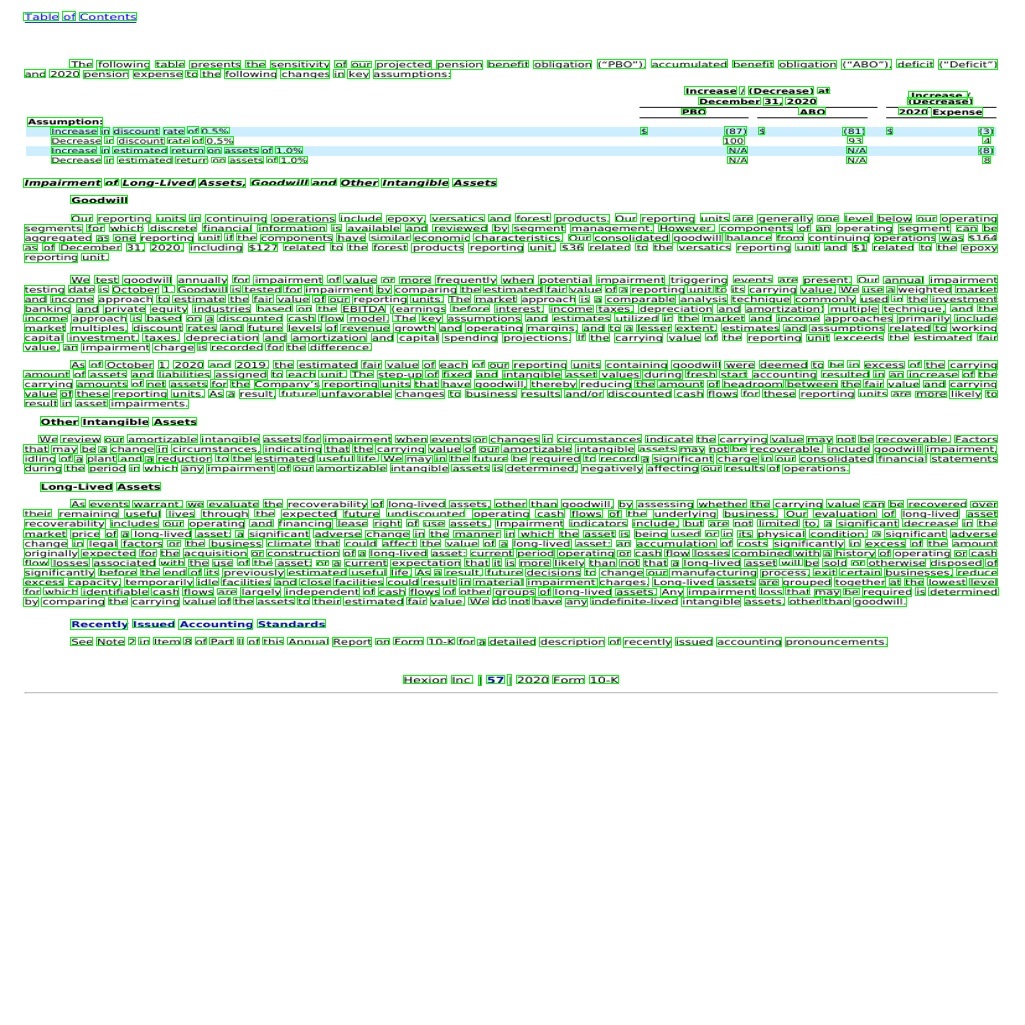 Table of Contents
The following table presents the sensitivity of our projected pension benefit obligation (“PBO”), accumulated benefit obligation (“ABO”), deficit (“Deficit”)
and 2020 pension expense to the following changes in key assumptions:
Increase / (Decrease) at December 31, 2020
Increase / (Decrease)
PBO ABO 2020 Expense
Assumption:
Increase in discount rate of 0.5% $ (87) $ (81) $ (3)
Decrease in discount rate of 0.5% 100 93 4
Increase in estimated return on assets of 1.0% N/A N/A (8)
Decrease in estimated return on assets of 1.0% N/A N/A 8
Impairment of Long-Lived Assets, Goodwill and Other Intangible Assets
Goodwill
Our reporting units in continuing operations include epoxy, versatics and forest products. Our reporting units are generally one level below our operating
segments for which discrete financial information is available and reviewed by segment management. However, components of an operating segment can be
aggregated as one reporting unit if the components have similar economic characteristics. Our consolidated goodwill balance from continuing operations was $164
as of December 31, 2020, including $127 related to the forest products reporting unit, $36 related to the versatics reporting unit and $1 related to the epoxy
reporting unit.
We test goodwill annually for impairment of value or more frequently when potential impairment triggering events are present. Our annual impairment
testing date is October 1. Goodwill is tested for impairment by comparing the estimated fair value of a reporting unit to its carrying value. We use a weighted market
and income approach to estimate the fair value of our reporting units. The market approach is a comparable analysis technique commonly used in the investment
banking and private equity industries based on the EBITDA (earnings before interest, income taxes, depreciation and amortization) multiple technique, and the
income approach is based on a discounted cash flow model. The key assumptions and estimates utilized in the market and income approaches primarily include
market multiples, discount rates and future levels of revenue growth and operating margins, and to a lesser extent, estimates and assumptions related to working
capital investment, taxes, depreciation and amortization and capital spending projections. If the carrying value of the reporting unit exceeds the estimated fair
value, an impairment charge is recorded for the difference.
As of October 1, 2020 and 2019, the estimated fair value of each of our reporting units containing goodwill were deemed to be in excess of the carrying
amount of assets and liabilities assigned to each unit. The step-up of fixed and intangible asset values during fresh start accounting resulted in an increase of the
carrying amounts of net assets for the Company’s reporting units that have goodwill, thereby reducing the amount of headroom between the fair value and carrying
value of these reporting units. As a result, future unfavorable changes to business results and/or discounted cash flows for these reporting units are more likely to
result in asset impairments.
Other Intangible Assets
We review our amortizable intangible assets for impairment when events or changes in circumstances indicate the carrying value may not be recoverable. Factors
that may be a change in circumstances, indicating that the carrying value of our amortizable intangible assets may not be recoverable, include goodwill impairment,
idling of a plant and a reduction to the estimated useful life. We may in the future be required to record a significant charge in our consolidated financial statements
during the period in which any impairment of our amortizable intangible assets is determined, negatively affecting our results of operations.
Long-Lived Assets
As events warrant, we evaluate the recoverability of long-lived assets, other than goodwill, by assessing whether the carrying value can be recovered over
their remaining useful lives through the expected future undiscounted operating cash flows of the underlying business. Our evaluation of long-lived asset
recoverability includes our operating and financing lease right of use assets. Impairment indicators include, but are not limited to, a significant decrease in the
market price of a long-lived asset; a significant adverse change in the manner in which the asset is being used or in its physical condition; a significant adverse
change in legal factors or the business climate that could affect the value of a long-lived asset; an accumulation of costs significantly in excess of the amount
originally expected for the acquisition or construction of a long-lived asset; current period operating or cash flow losses combined with a history of operating or cash
flow losses associated with the use of the asset; or a current expectation that it is more likely than not that a long-lived asset will be sold or otherwise disposed of
significantly before the end of its previously estimated useful life. As a result, future decisions to change our manufacturing process, exit certain businesses, reduce
excess capacity, temporarily idle facilities and close facilities could result in material impairment charges. Long-lived assets are grouped together at the lowest level
for which identifiable cash flows are largely independent of cash flows of other groups of long-lived assets. Any impairment loss that may be required is determined
by comparing the carrying value of the assets to their estimated fair value. We do not have any indefinite-lived intangible assets, other than goodwill.
Recently Issued Accounting Standards
See Note 2 in Item 8 of Part II of this Annual Report on Form 10-K for a detailed description of recently issued accounting pronouncements.
Hexion Inc. | 57 | 2020 Form 10-K